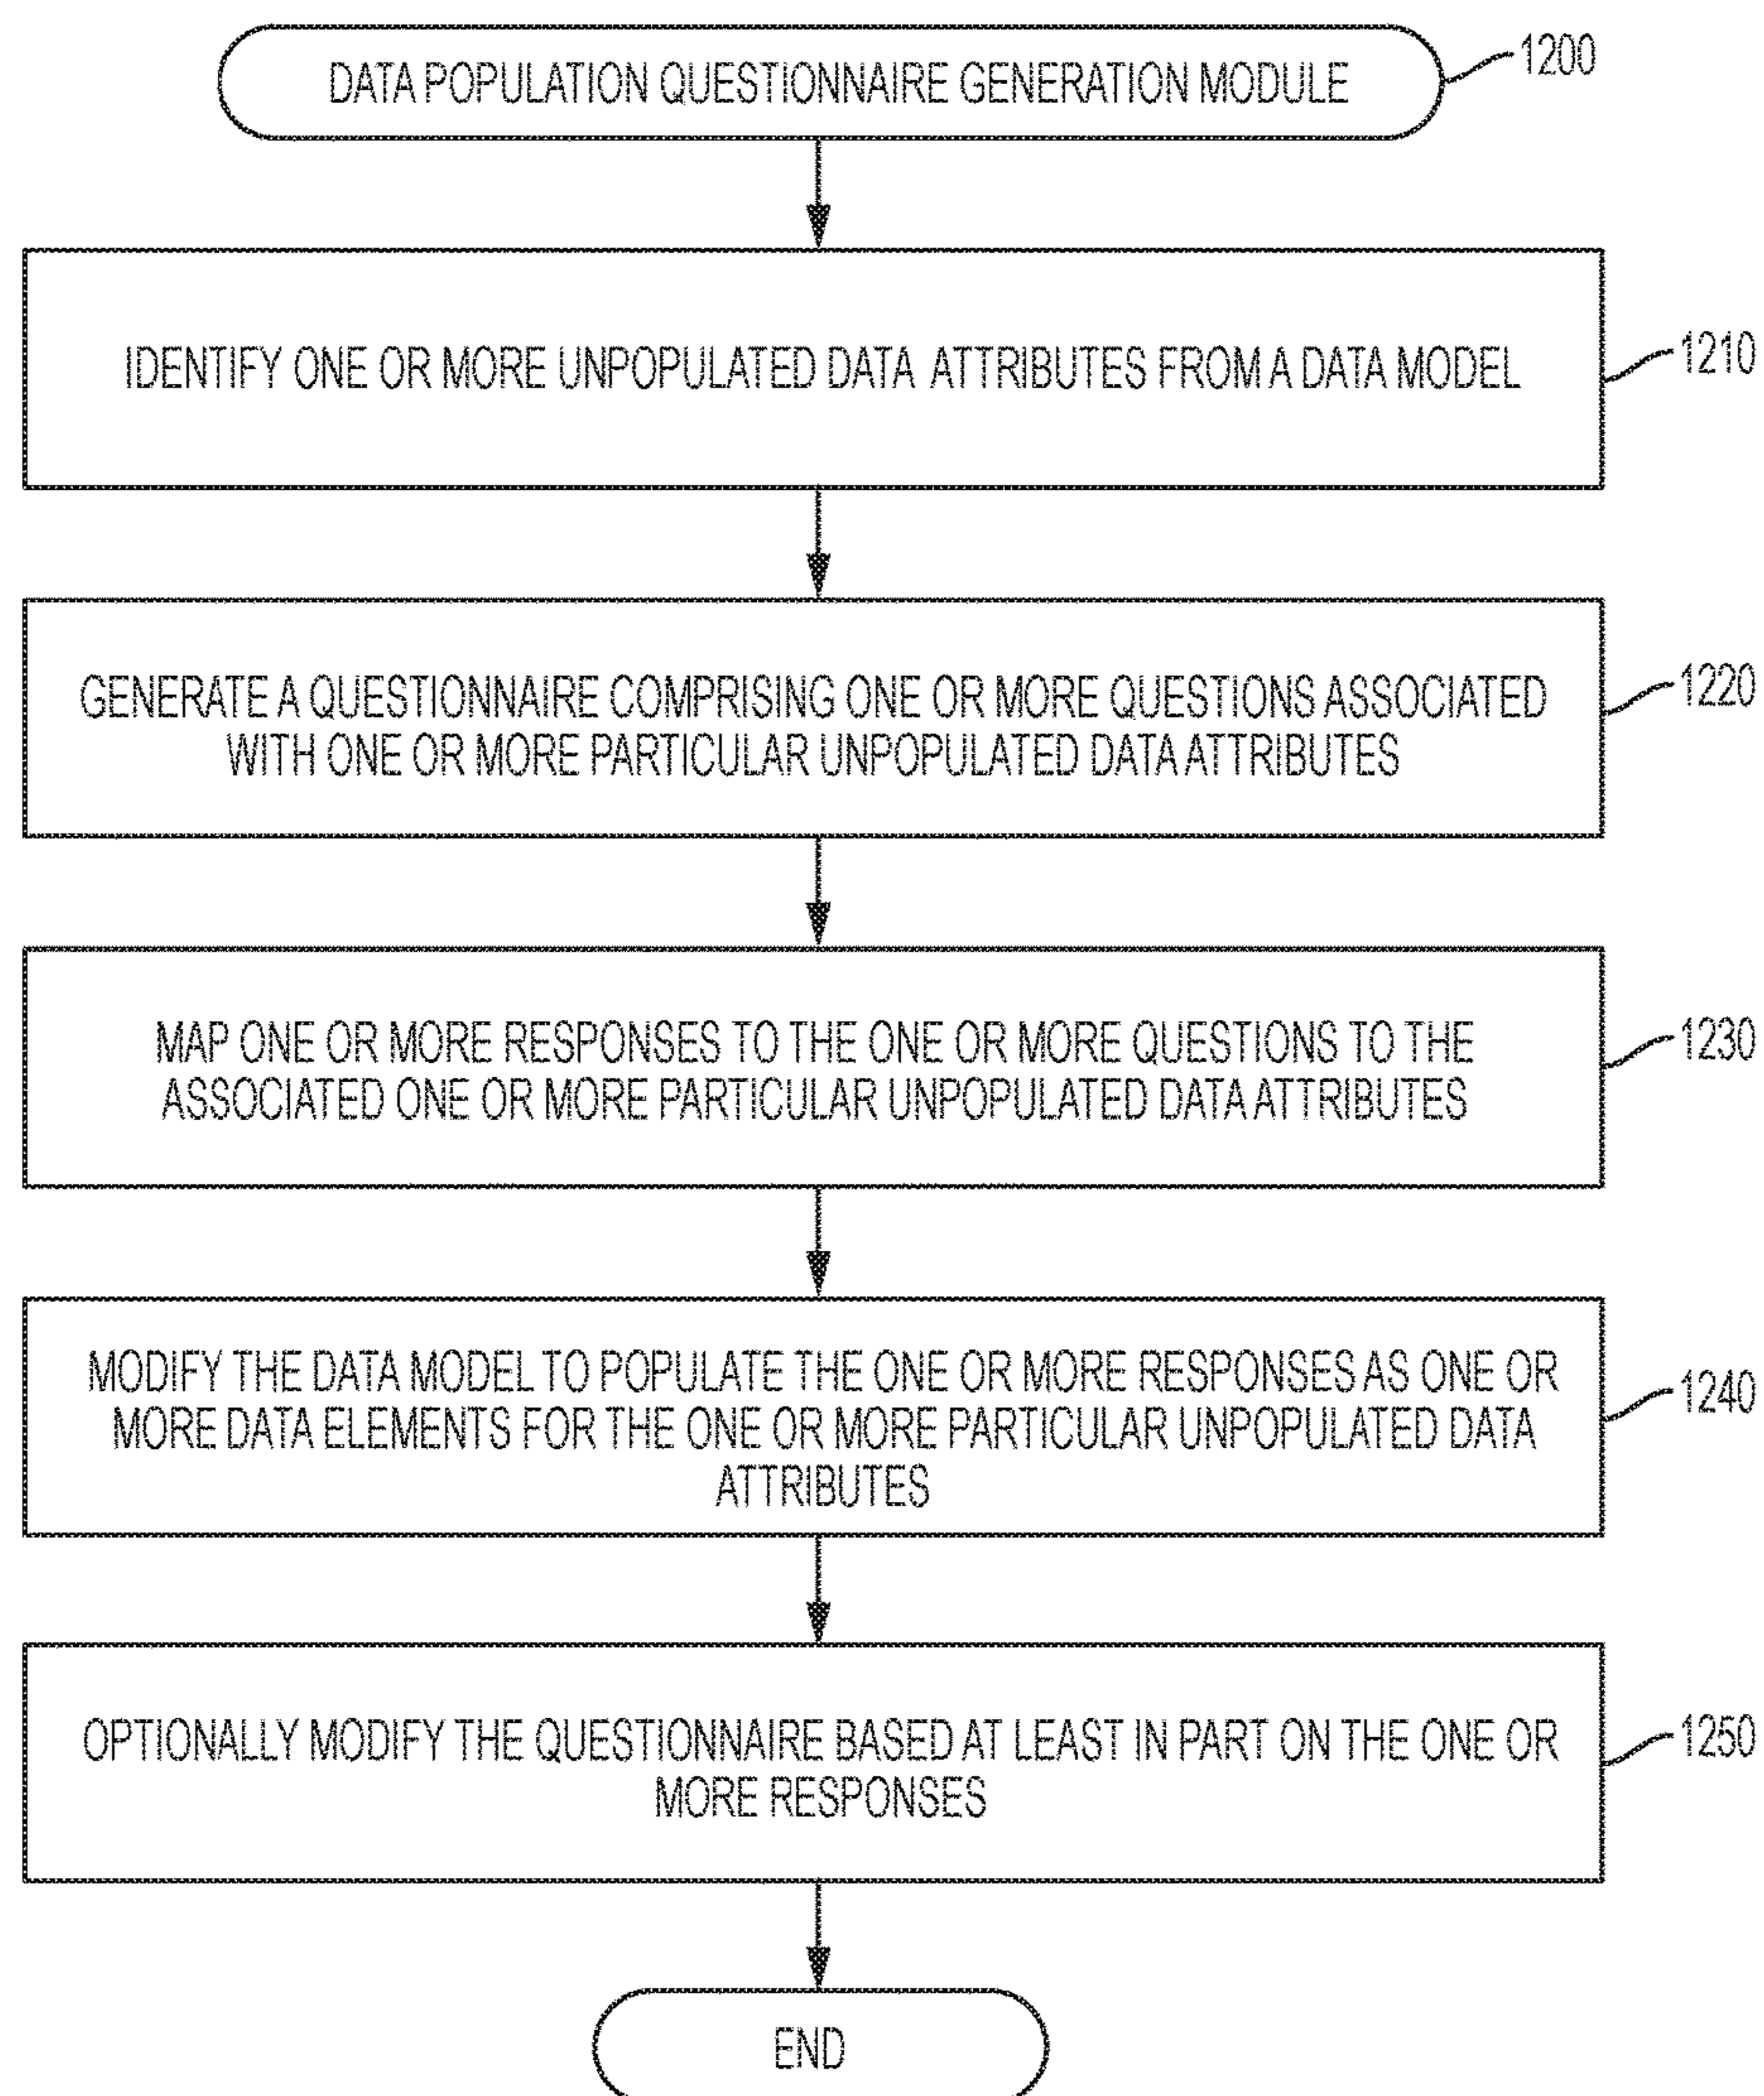 DATA POPULATION QUESTIONNAIRE GENERATION MODULE
1200
IDENTIFY ONE OR MORE UNPOPULATED DATA ATTRIBUTES FROM A DATA MODEL
1210
GENERATE A QUESTIONNAIRE COMPRISING ONE OR MORE QUESTIONS ASSOCIATED
WITH ONE OR MORE PARTICULAR UNPOPULATED DATA ATTRIBUTES
1220
MAP ONE OR MORE RESPONSES TO THE ONE OR MORE QUESTIONS TO THE
ASSOCIATED ONE OR MORE PARTICULAR UNPOPULATED DATA ATTRIBUTES
1230
MODIFY THE DATA MODEL TO POPULATE THE ONE OR MORE RESPONSES AS ONE OR
MORE DATA ELEMENTS FOR THE ONE OR MORE PARTICULAR UNPOPULATED DATA
ATTRIBUTES
1240
OPTIONALLY MODIFY THE QUESTIONNAIRE BASED AT LEAST IN PART ON THE ONE OR
MORE RESPONSES
1250
END